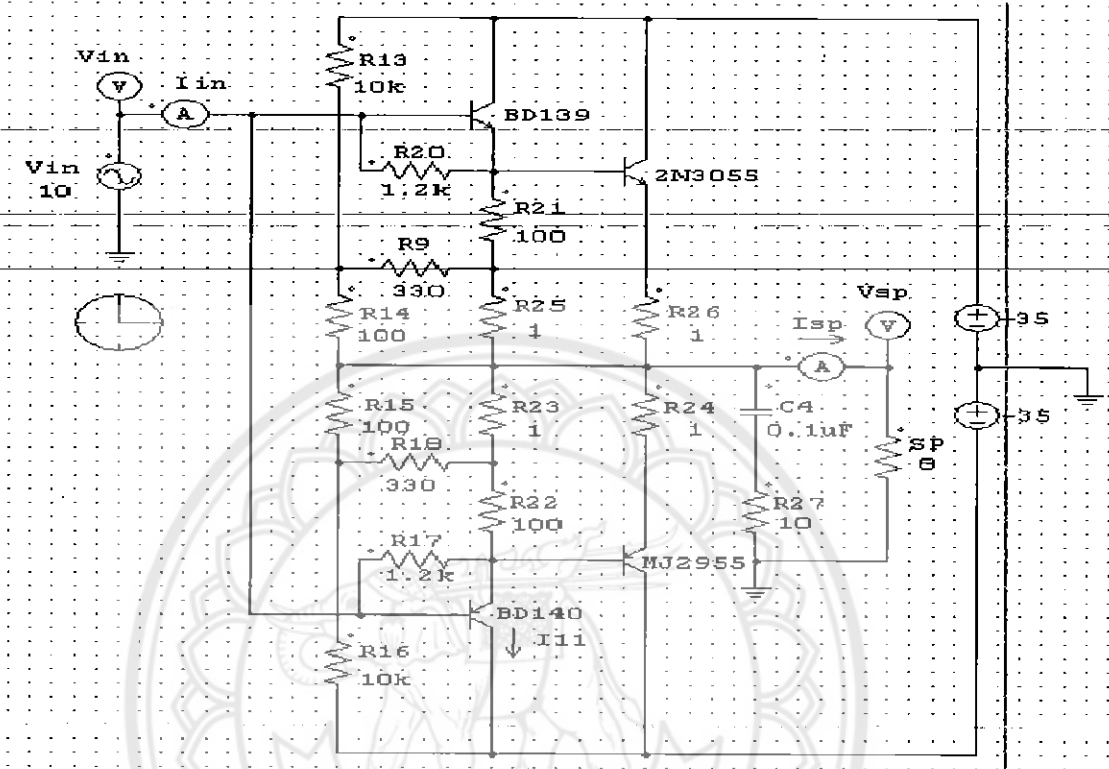 Vin
V
Iin
A
Vin
10
R13
10k
BD139
R20
1.2k
2N3055
R21
100
R9
330
R14
100
R25
1
R26
1
Vsp
V
Isp
A
+
35
R15
100
R23
1
R24
1
C4
0.1uF
+
35
SP
8
R18
330
R22
100
R27
10
R17
1.2k
MJ2955
BD140
I11
R16
10k